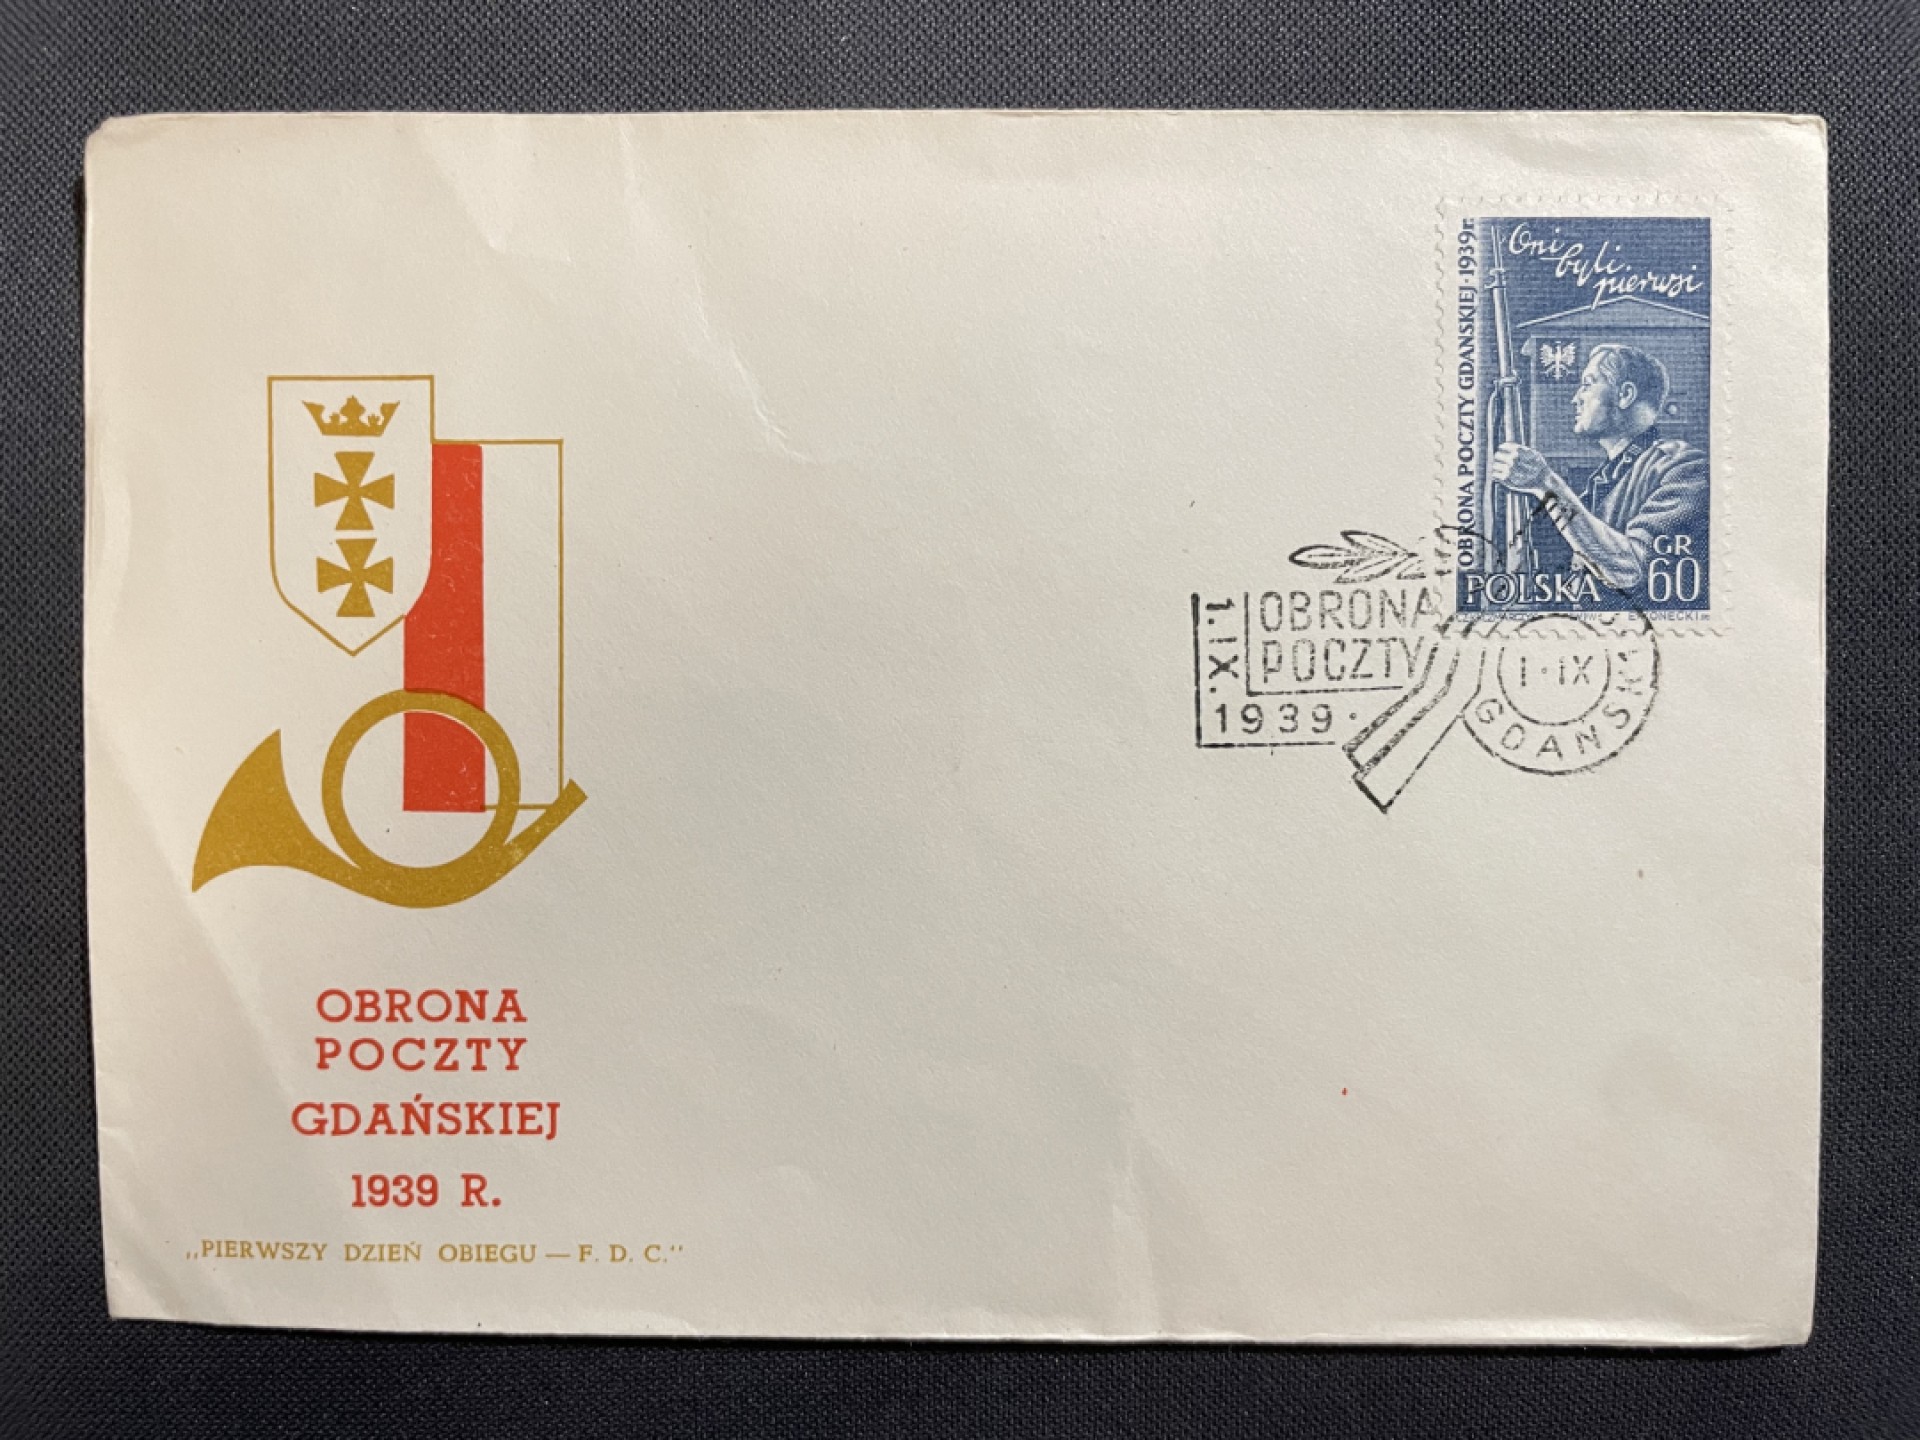 Oni
byli
pierwsi
OBRONA POCZTY GDAŃSKIEJ · 1939r.
GR
60
POLSKA
1.IX.
OBRONA
POCZTY
1939 ·
1·IX
GDAŃSK
OBRONA
POCZTY
GDAŃSKIEJ
1939 R.
„PIERWSZY DZIEŃ OBIEGU — F. D. C."